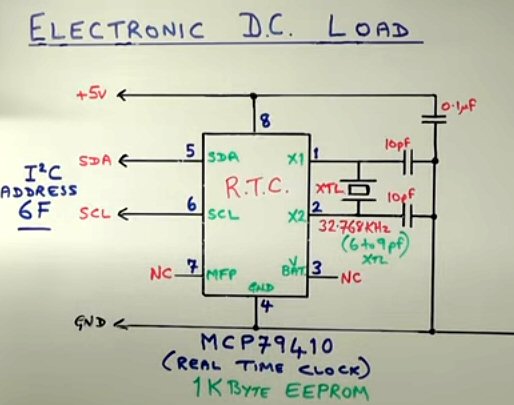 ELECTRONIC D.C. LOAD
+5V
0.1µF
8
10pF
5 SDA X1 1
SDA
I²C
ADDRESS
6F
R.T.C.
XTL
10pF
SCL
6 SCL X2 2
32.768KHz
(6 to 9pf)
XTL
NC 7 MFP VBAT 3 NC
GND
4
GND
MCP79410
(REAL TIME CLOCK)
1K BYTE EEPROM